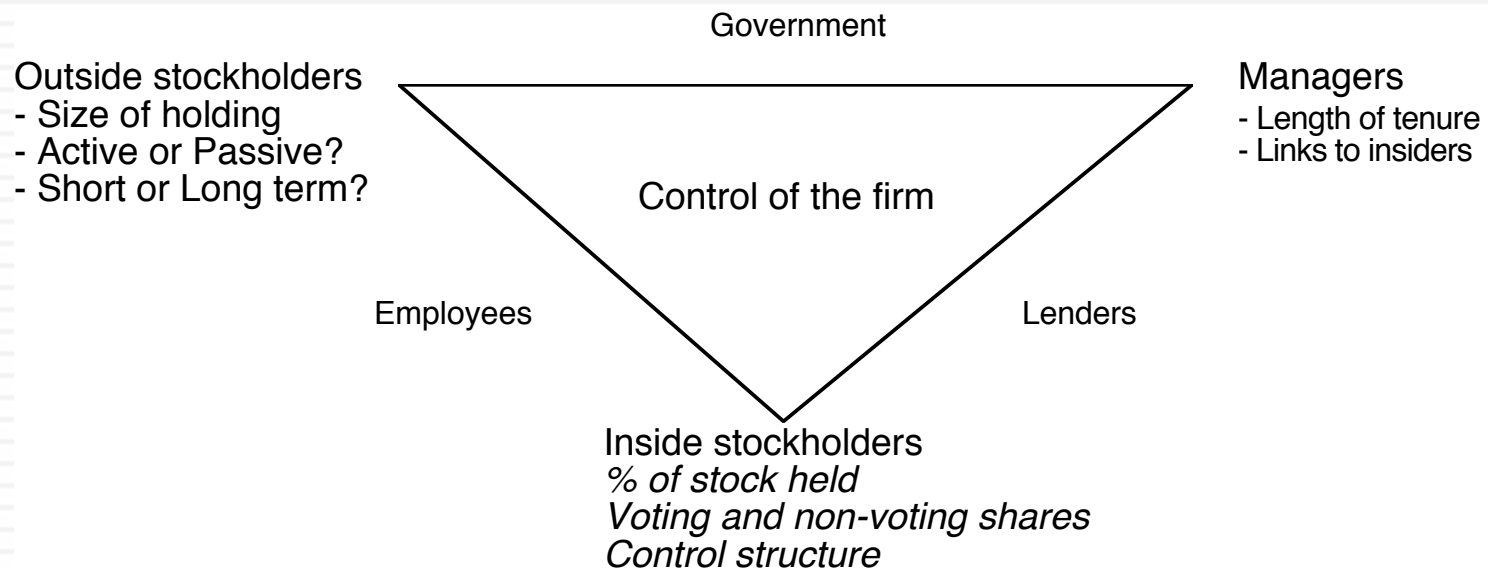 Government
Outside stockholders
- Size of holding
- Active or Passive?
- Short or Long term?
Managers
- Length of tenure
- Links to insiders
Control of the firm
Employees
Lenders
Inside stockholders
% of stock held
Voting and non-voting shares
Control structure